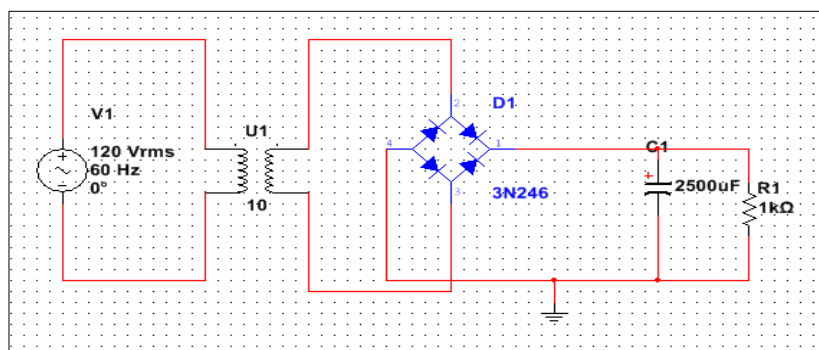 V1
120 Vrms
60 Hz
0°
U1
10
D1
2
4
1
3
3N246
C1
+
2500uF
R1
1kΩ